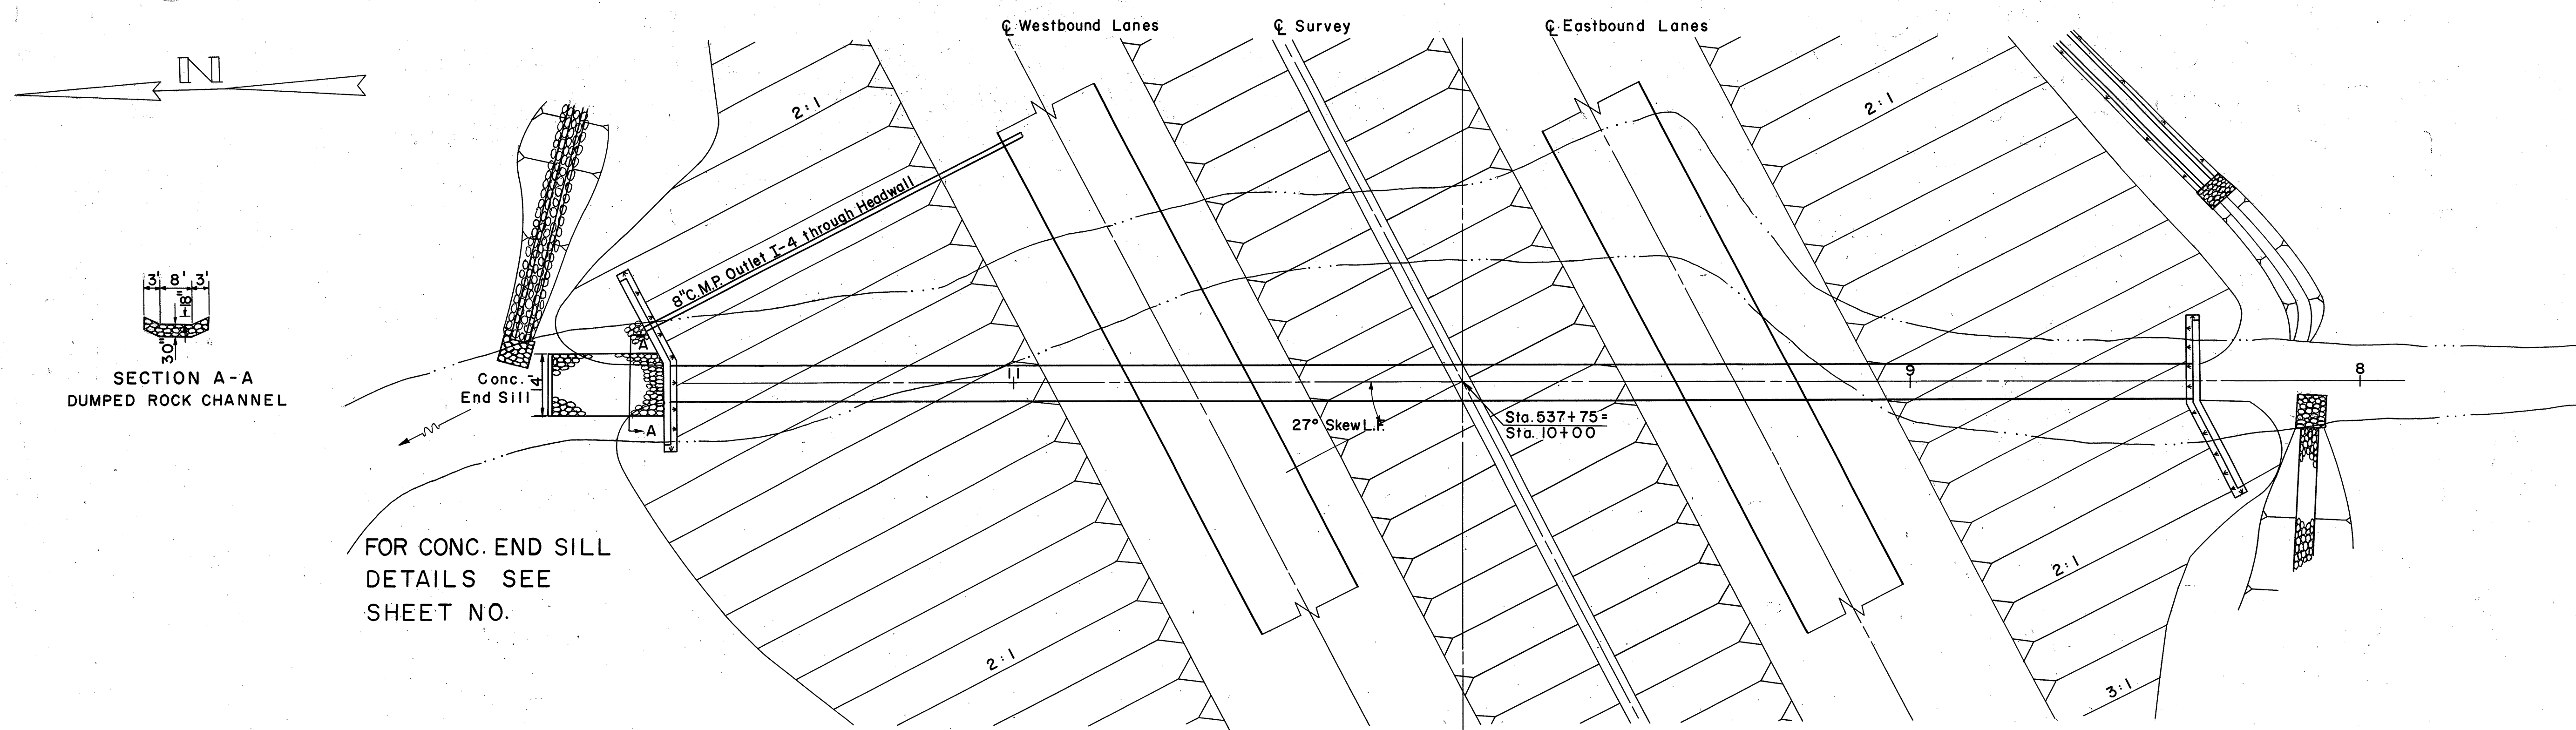 ℄ Westbound Lanes
℄ Survey
℄ Eastbound Lanes
N
2:1
2:1
8" C.M.P. Outlet I-4 through Headwall
3' 8' 3'
18"
30"
SECTION A-A
DUMPED ROCK CHANNEL
A
14'
Conc.
End Sill
A
11
9
8
27° Skew L.F.
Sta. 537+75=
Sta. 10+00
FOR CONC. END SILL
DETAILS SEE
SHEET NO.
2:1
2:1
3:1